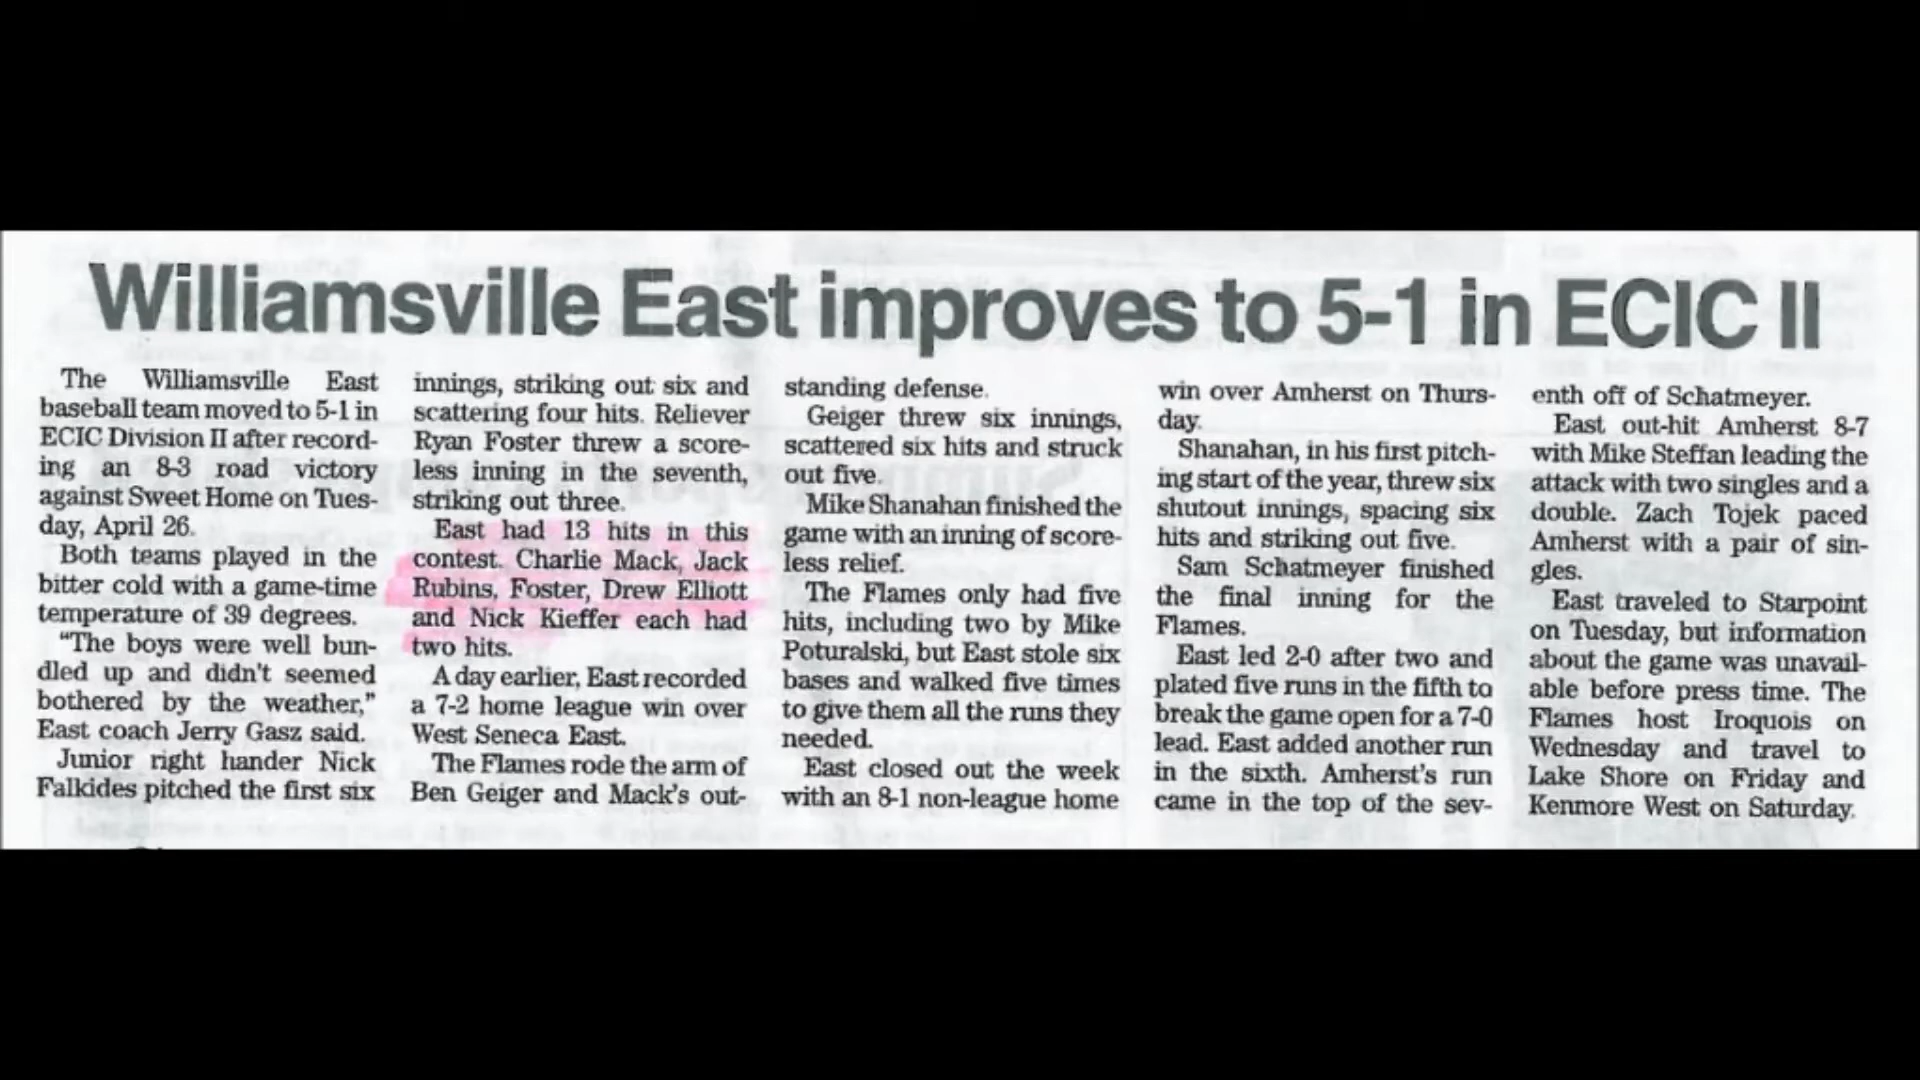 Williamsville East improves to 5-1 in ECIC II
The Williamsville East
baseball team moved to 5-1 in
ECIC Division II after record-
ing an 8-3 road victory
against Sweet Home on Tues-
day, April 26.
Both teams played in the
bitter cold with a game-time
temperature of 39 degrees.
“The boys were well bun-
dled up and didn't seemed
bothered by the weather,”
East coach Jerry Gasz said.
Junior right hander Nick
Falkides pitched the first six
innings, striking out six and
scattering four hits. Reliever
Ryan Foster threw a score-
less inning in the seventh,
striking out three.
East had 13 hits in this
contest. Charlie Mack, Jack
Rubins, Foster, Drew Elliott
and Nick Kieffer each had
two hits.
A day earlier, East recorded
a 7-2 home league win over
West Seneca East.
The Flames rode the arm of
Ben Geiger and Mack's out-
standing defense.
Geiger threw six innings,
scattered six hits and struck
out five.
Mike Shanahan finished the
game with an inning of score-
less relief.
The Flames only had five
hits, including two by Mike
Poturalski, but East stole six
bases and walked five times
to give them all the runs they
needed.
East closed out the week
with an 8-1 non-league home
win over Amherst on Thurs-
day.
Shanahan, in his first pitch-
ing start of the year, threw six
shutout innings, spacing six
hits and striking out five.
Sam Schatmeyer finished
the final inning for the
Flames.
East led 2-0 after two and
plated five runs in the fifth to
break the game open for a 7-0
lead. East added another run
in the sixth. Amherst's run
came in the top of the sev-
enth off of Schatmeyer.
East out-hit Amherst 8-7
with Mike Steffan leading the
attack with two singles and a
double. Zach Tojek paced
Amherst with a pair of sin-
gles.
East traveled to Starpoint
on Tuesday, but information
about the game was unavail-
able before press time. The
Flames host Iroquois on
Wednesday and travel to
Lake Shore on Friday and
Kenmore West on Saturday.